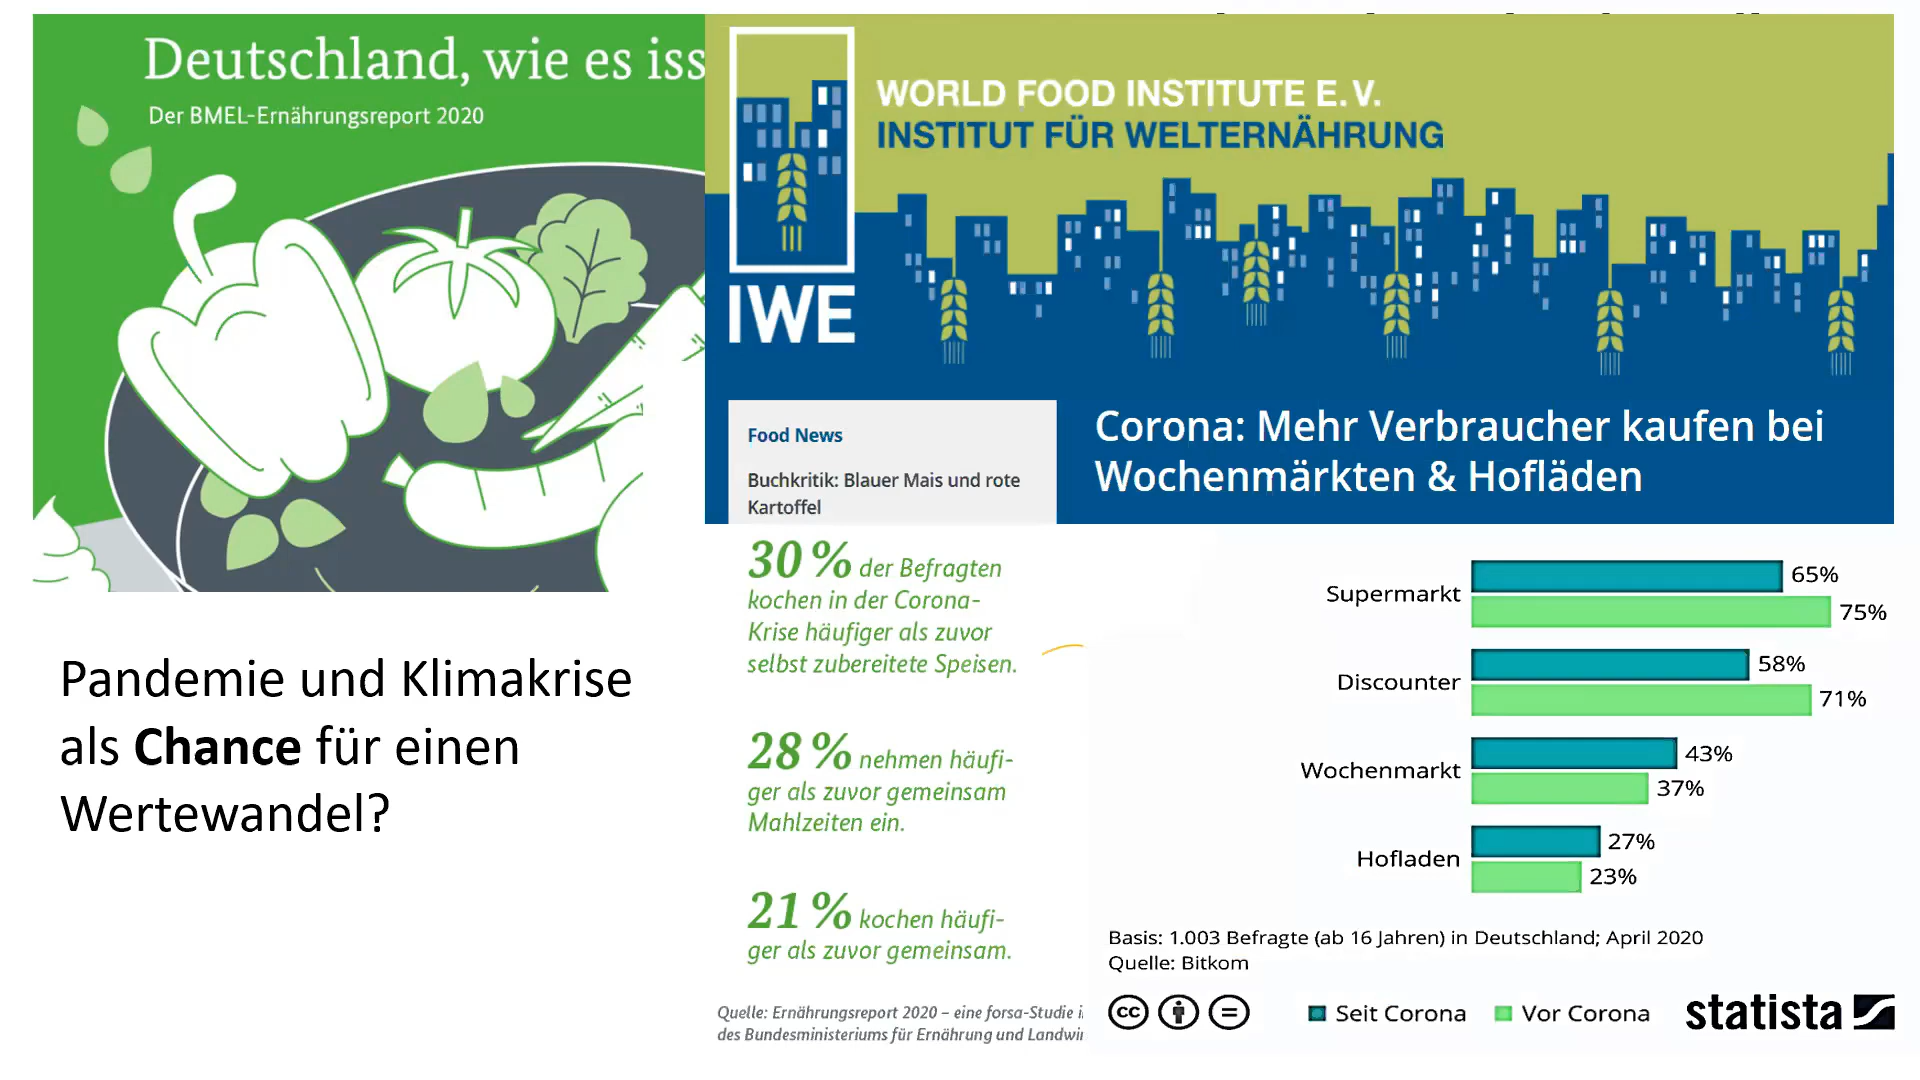 Deutschland, wie es iss
Der BMEL-Ernährungsreport 2020
WORLD FOOD INSTITUTE E.V.
INSTITUT FÜR WELTERNÄHRUNG
IWE
Food News
Buchkritik: Blauer Mais und rote
Kartoffel
Corona: Mehr Verbraucher kaufen bei
Wochenmärkten & Hofläden
Pandemie und Klimakrise
als Chance für einen
Wertewandel?
30 % der Befragten
kochen in der Corona-
Krise häufiger als zuvor
selbst zubereitete Speisen.
28 % nehmen häufi-
ger als zuvor gemeinsam
Mahlzeiten ein.
21 % kochen häufi-
ger als zuvor gemeinsam.
Quelle: Ernährungsreport 2020 – eine forsa-Studie
des Bundesministeriums für Ernährung und Landwi
Supermarkt
65%
75%
Discounter
58%
71%
Wochenmarkt
43%
37%
Hofladen
27%
23%
Basis: 1.003 Befragte (ab 16 Jahren) in Deutschland; April 2020
Quelle: Bitkom
cc
Seit Corona
Vor Corona
statista